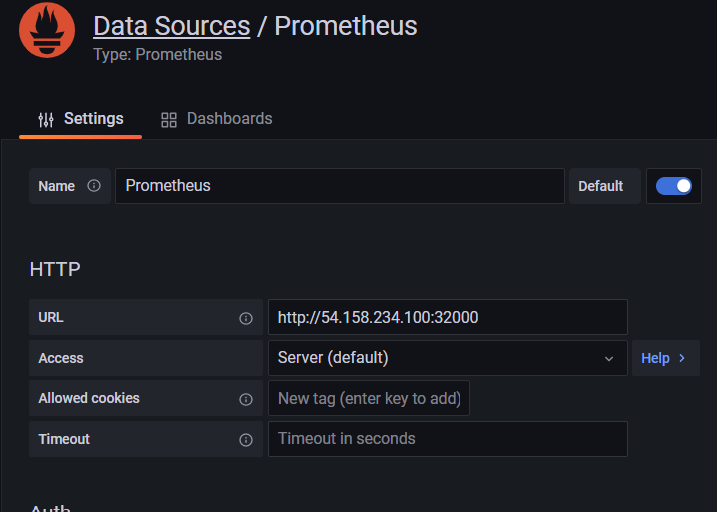 Data Sources / Prometheus
Type: Prometheus
Settings Dashboards
Name Prometheus Default
HTTP
URL http://54.158.234.100:32000
Access Server (default) Help
Allowed cookies New tag (enter key to add)
Timeout Timeout in seconds
Auth